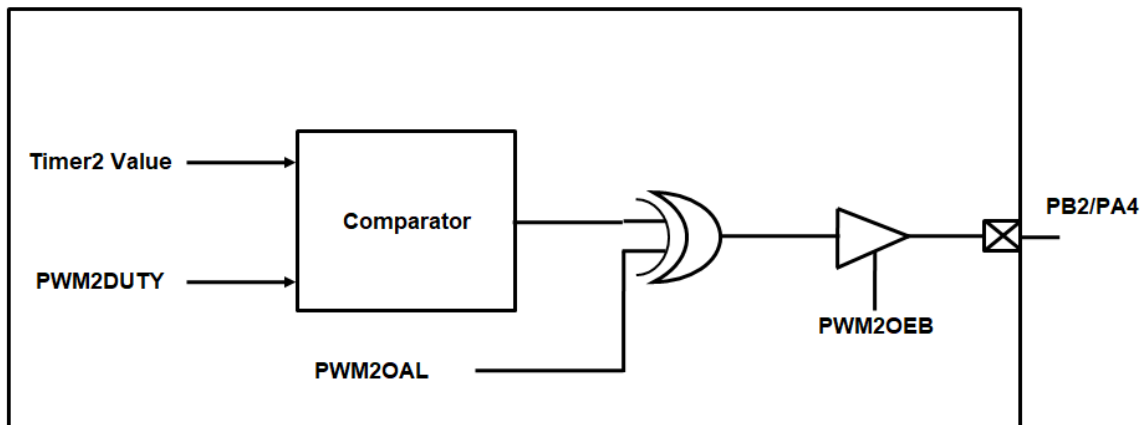 Timer2 Value
Comparator
PB2/PA4
PWM2DUTY
PWM2OEB
PWM2OAL